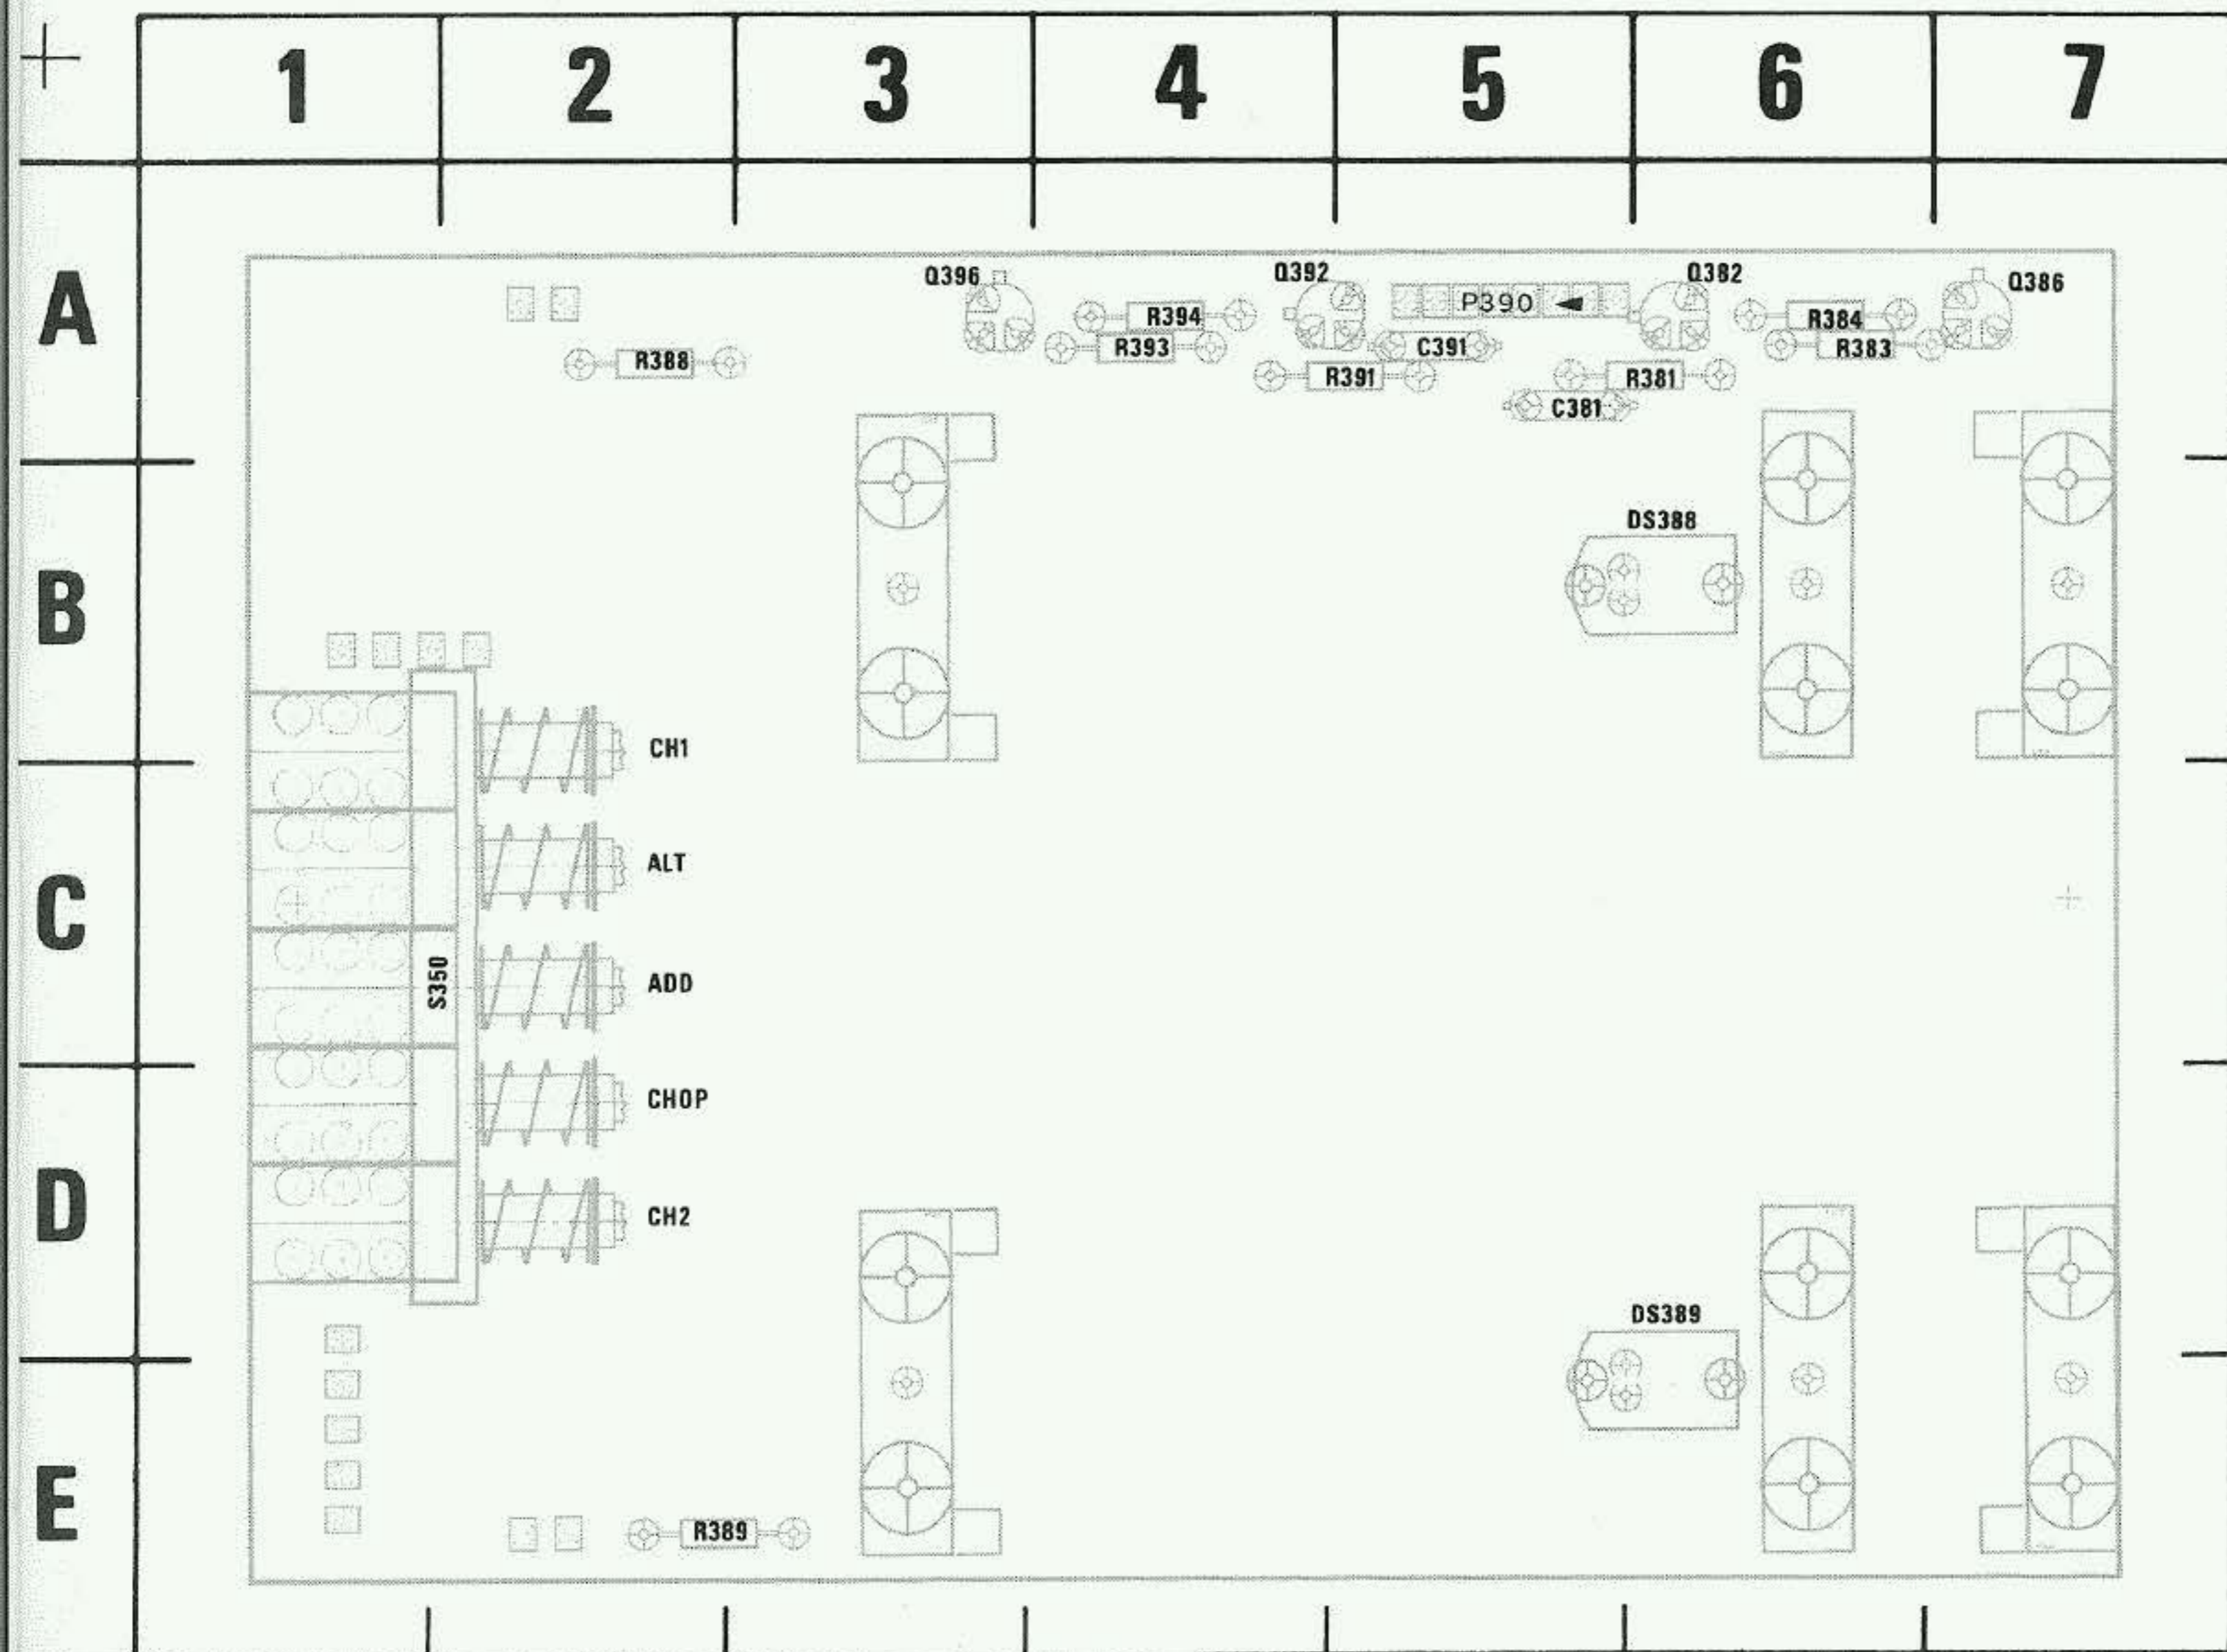 1 2 3 4 5 6 7
A
Q396 Q392 Q382 Q386
P390
R394 R384
R393 C391 R383
R388 R391 R381
C381
B
DS388
CH1
ALT
C
S350
ADD
CHOP
D
CH2
DS389
E
R389